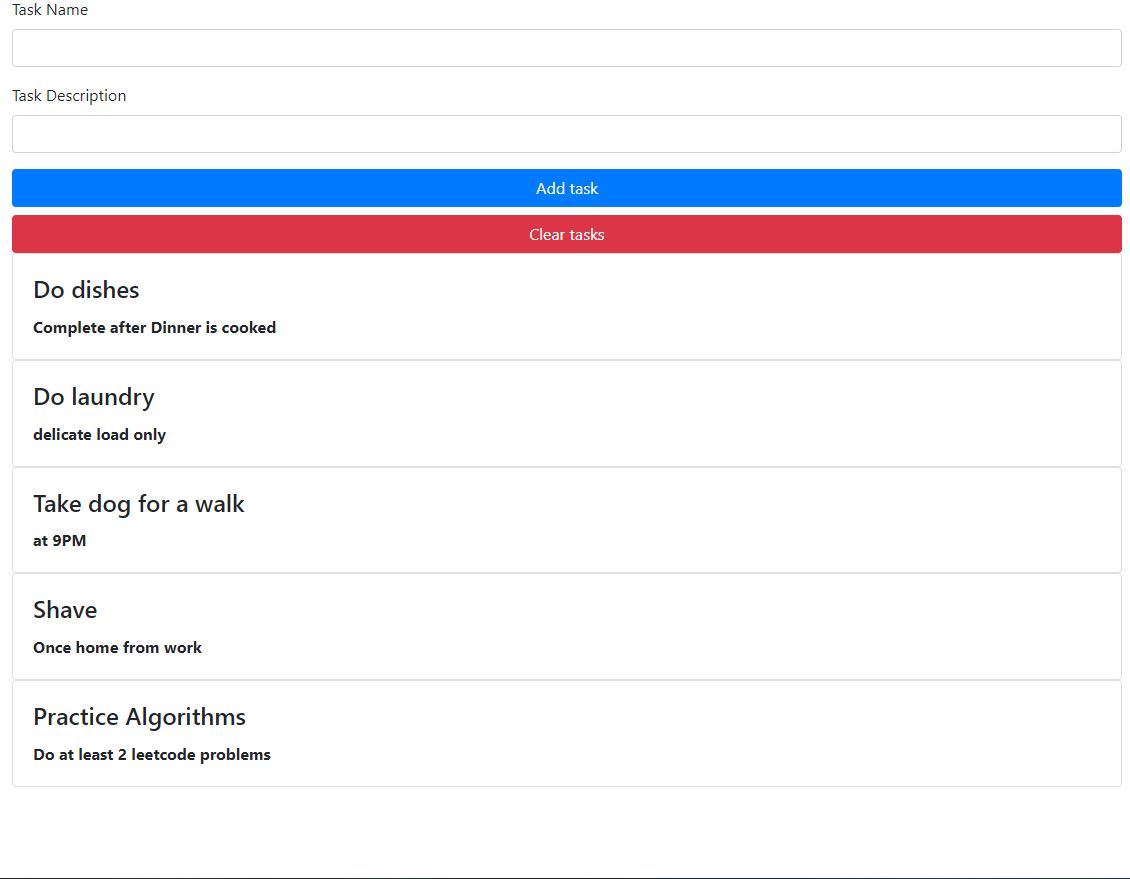 Task Name
Task Description
Add task
Clear tasks
Do dishes
Complete after Dinner is cooked
Do laundry
delicate load only
Take dog for a walk
at 9PM
Shave
Once home from work
Practice Algorithms
Do at least 2 leetcode problems